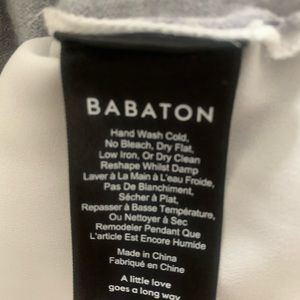 BABATON
Hand Wash Cold,
No Bleach, Dry Flat,
Low Iron, Or Dry Clean
Reshape Whilst Damp
Laver à La Main à L'eau Froide,
Pas De Blanchiment,
Sécher à Plat,
Repasser à Basse Température,
Ou Nettoyer à Sec
Remodeler Pendant Que
L'article Est Encore Humide
Made in China
Fabriqué en Chine
A little love
goes a long way